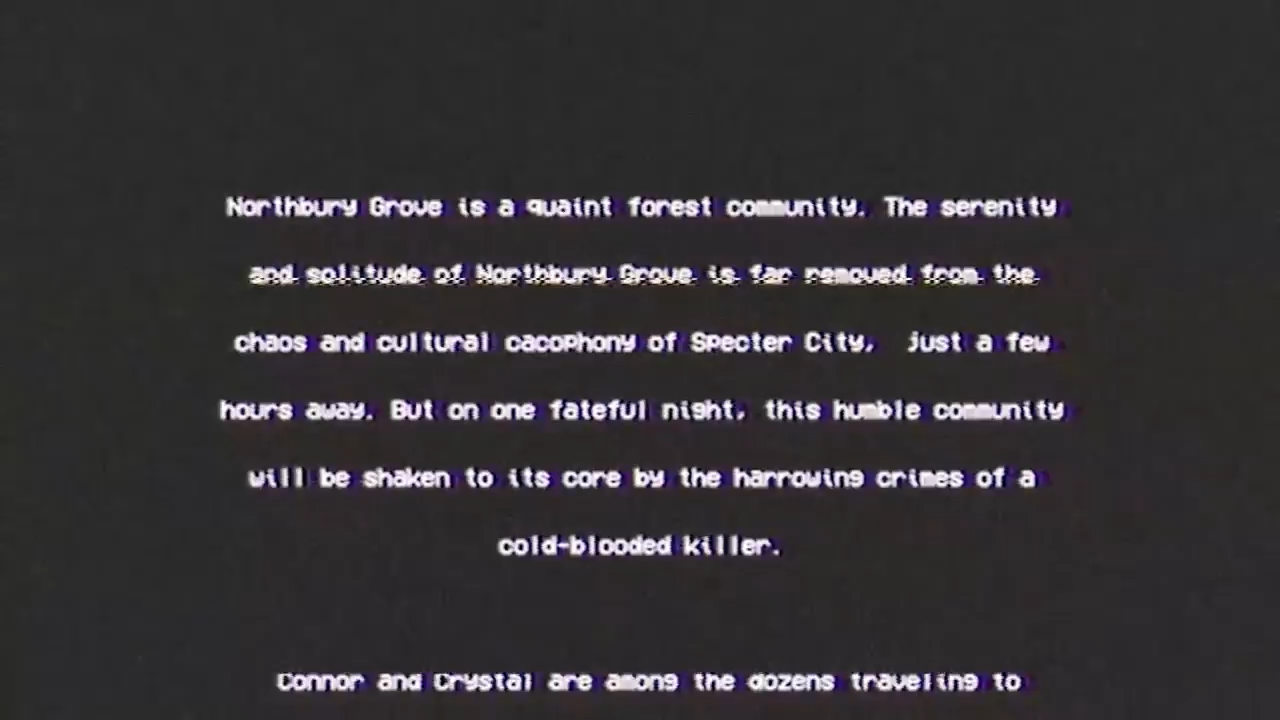 Northbury Grove is a quaint forest community. The serenity
and solitude of Northbury Grove is far removed from the
chaos and cultural cacophony of Specter City,  just a few
hours away. But on one fateful night, this humble community
will be shaken to its core by the harrowing crimes of a
cold-blooded killer.
Connor and Crystal are among the dozens traveling to